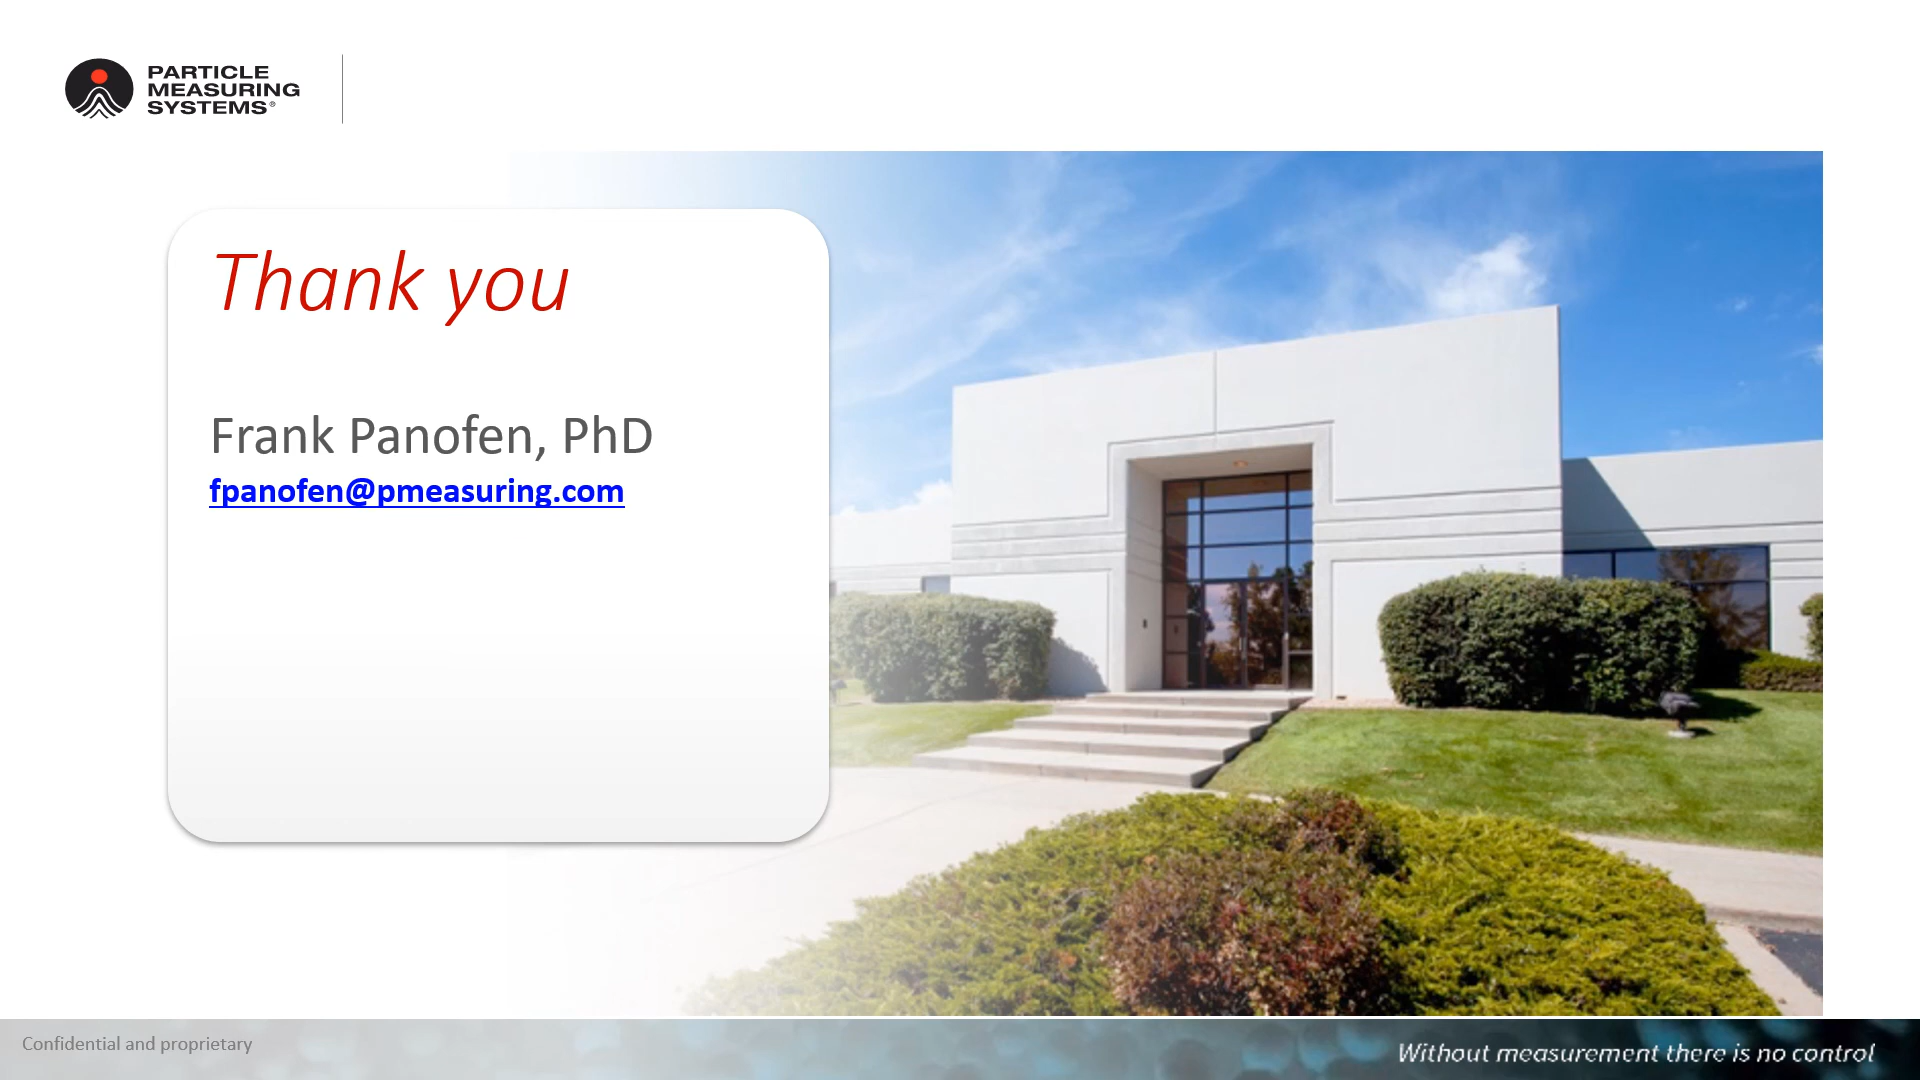 PARTICLE
MEASURING
SYSTEMS®
Thank you
Frank Panofen, PhD
fpanofen@pmeasuring.com
Confidential and proprietary
Without measurement there is no control